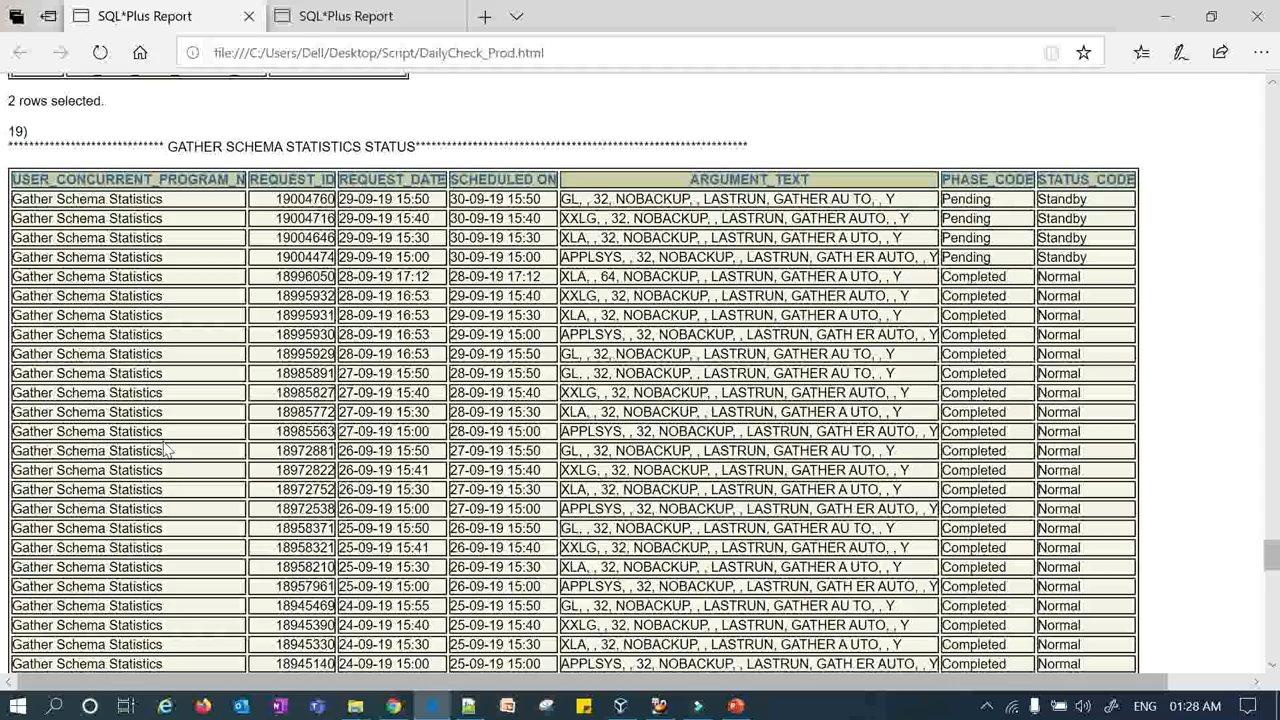 SQL*Plus Report
SQL*Plus Report
file:///C:/Users/Dell/Desktop/Script/DailyCheck_Prod.html
2 rows selected.
19)
***************************** GATHER SCHEMA STATISTICS STATUS****************************************************************
USER_CONCURRENT_PROGRAM_N REQUEST_ID REQUEST_DATE SCHEDULED ON ARGUMENT_TEXT PHASE_CODE STATUS_CODE
Gather Schema Statistics 19004760 29-09-19 15:50 30-09-19 15:50 GL, , 32, NOBACKUP, , LASTRUN, GATHER AU TO, , Y Pending Standby
Gather Schema Statistics 19004716 29-09-19 15:40 30-09-19 15:40 XXLG, , 32, NOBACKUP, , LASTRUN, GATHER AUTO, , Y Pending Standby
Gather Schema Statistics 19004646 29-09-19 15:30 30-09-19 15:30 XLA, , 32, NOBACKUP, , LASTRUN, GATHER A UTO, , Y Pending Standby
Gather Schema Statistics 19004474 29-09-19 15:00 30-09-19 15:00 APPLSYS, , 32, NOBACKUP, , LASTRUN, GATH ER AUTO, , Y Pending Standby
Gather Schema Statistics 18996050 28-09-19 17:12 28-09-19 17:12 XLA, , 64, NOBACKUP, , LASTRUN, GATHER A UTO, , Y Completed Normal
Gather Schema Statistics 18995932 28-09-19 16:53 29-09-19 15:40 XXLG, , 32, NOBACKUP, , LASTRUN, GATHER AUTO, , Y Completed Normal
Gather Schema Statistics 18995931 28-09-19 16:53 29-09-19 15:30 XLA, , 32, NOBACKUP, , LASTRUN, GATHER A UTO, , Y Completed Normal
Gather Schema Statistics 18995930 28-09-19 16:53 29-09-19 15:00 APPLSYS, , 32, NOBACKUP, , LASTRUN, GATH ER AUTO, , Y Completed Normal
Gather Schema Statistics 18995929 28-09-19 16:53 29-09-19 15:50 GL, , 32, NOBACKUP, , LASTRUN, GATHER AU TO, , Y Completed Normal
Gather Schema Statistics 18985891 27-09-19 15:50 28-09-19 15:50 GL, , 32, NOBACKUP, , LASTRUN, GATHER AU TO, , Y Completed Normal
Gather Schema Statistics 18985827 27-09-19 15:40 28-09-19 15:40 XXLG, , 32, NOBACKUP, , LASTRUN, GATHER AUTO, , Y Completed Normal
Gather Schema Statistics 18985772 27-09-19 15:30 28-09-19 15:30 XLA, , 32, NOBACKUP, , LASTRUN, GATHER A UTO, , Y Completed Normal
Gather Schema Statistics 18985563 27-09-19 15:00 28-09-19 15:00 APPLSYS, , 32, NOBACKUP, , LASTRUN, GATH ER AUTO, , Y Completed Normal
Gather Schema Statistics 18972881 26-09-19 15:50 27-09-19 15:50 GL, , 32, NOBACKUP, , LASTRUN, GATHER AU TO, , Y Completed Normal
Gather Schema Statistics 18972822 26-09-19 15:41 27-09-19 15:40 XXLG, , 32, NOBACKUP, , LASTRUN, GATHER AUTO, , Y Completed Normal
Gather Schema Statistics 18972752 26-09-19 15:30 27-09-19 15:30 XLA, , 32, NOBACKUP, , LASTRUN, GATHER A UTO, , Y Completed Normal
Gather Schema Statistics 18972538 26-09-19 15:00 27-09-19 15:00 APPLSYS, , 32, NOBACKUP, , LASTRUN, GATH ER AUTO, , Y Completed Normal
Gather Schema Statistics 18958371 25-09-19 15:50 26-09-19 15:50 GL, , 32, NOBACKUP, , LASTRUN, GATHER AU TO, , Y Completed Normal
Gather Schema Statistics 18958321 25-09-19 15:41 26-09-19 15:40 XXLG, , 32, NOBACKUP, , LASTRUN, GATHER AUTO, , Y Completed Normal
Gather Schema Statistics 18958210 25-09-19 15:30 26-09-19 15:30 XLA, , 32, NOBACKUP, , LASTRUN, GATHER A UTO, , Y Completed Normal
Gather Schema Statistics 18957961 25-09-19 15:00 26-09-19 15:00 APPLSYS, , 32, NOBACKUP, , LASTRUN, GATH ER AUTO, , Y Completed Normal
Gather Schema Statistics 18945469 24-09-19 15:55 25-09-19 15:50 GL, , 32, NOBACKUP, , LASTRUN, GATHER AU TO, , Y Completed Normal
Gather Schema Statistics 18945390 24-09-19 15:40 25-09-19 15:40 XXLG, , 32, NOBACKUP, , LASTRUN, GATHER AUTO, , Y Completed Normal
Gather Schema Statistics 18945330 24-09-19 15:30 25-09-19 15:30 XLA, , 32, NOBACKUP, , LASTRUN, GATHER A UTO, , Y Completed Normal
Gather Schema Statistics 18945140 24-09-19 15:00 25-09-19 15:00 APPLSYS, , 32, NOBACKUP, , LASTRUN, GATH ER AUTO, , Y Completed Normal
ENG 01:28 AM